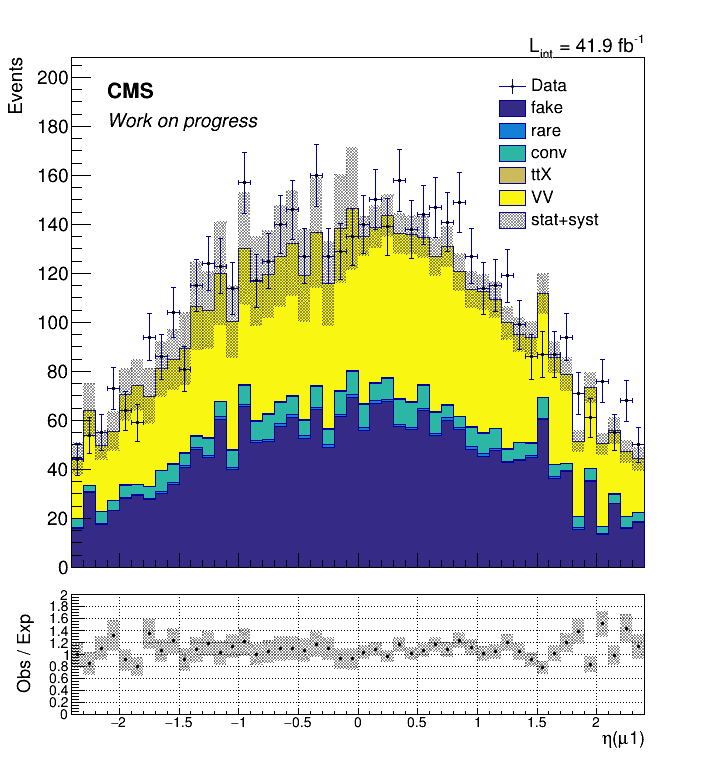 L_int = 41.9 fb⁻¹
Events
CMS
Work on progress
Data
fake
rare
conv
ttX
VV
stat+syst
200
180
160
140
120
100
80
60
40
20
0
Obs / Exp
2
1.8
1.6
1.4
1.2
1
0.8
0.6
0.4
0.2
0
−2 −1.5 −1 −0.5 0 0.5 1 1.5 2
η(μ1)